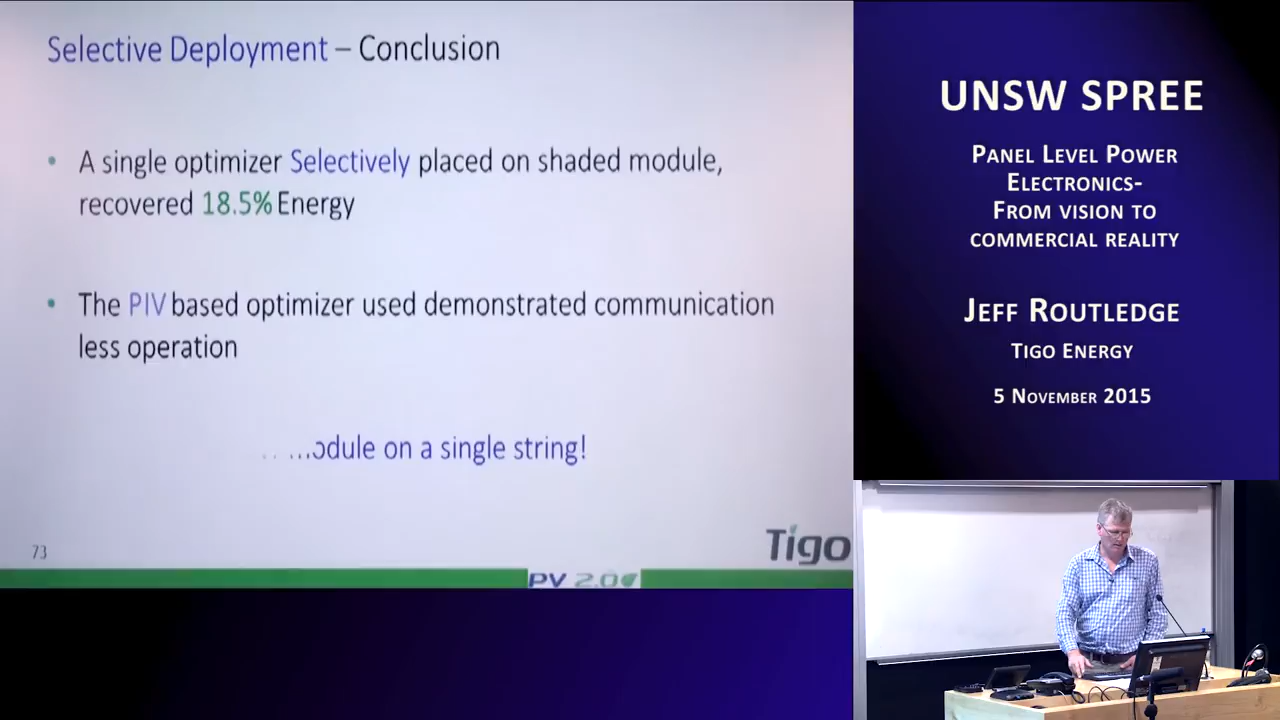 Selective Deployment – Conclusion
• A single optimizer Selectively placed on shaded module,
recovered 18.5% Energy
• The PIV based optimizer used demonstrated communication
less operation
...odule on a single string!
73
Tigo
PV 2.0
UNSW SPREE
PANEL LEVEL POWER
ELECTRONICS-
FROM VISION TO
COMMERCIAL REALITY
JEFF ROUTLEDGE
TIGO ENERGY
5 NOVEMBER 2015